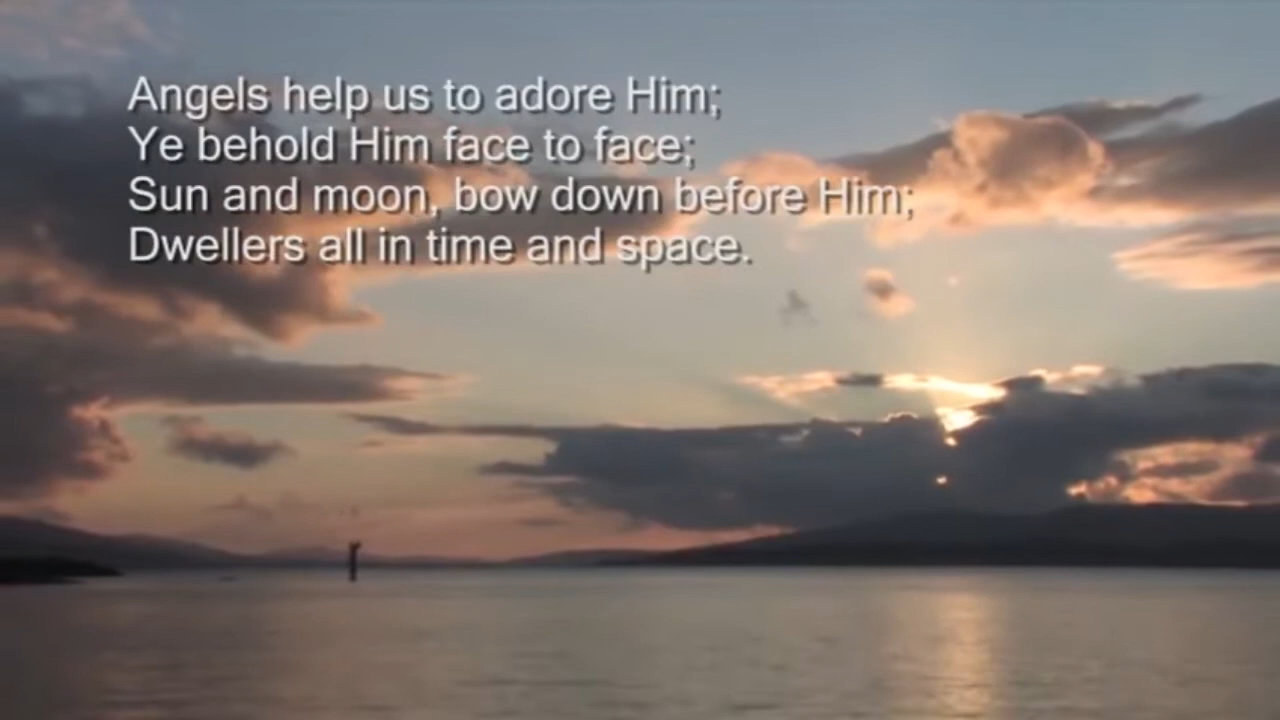 Angels help us to adore Him;
Ye behold Him face to face;
Sun and moon, bow down before Him;
Dwellers all in time and space.